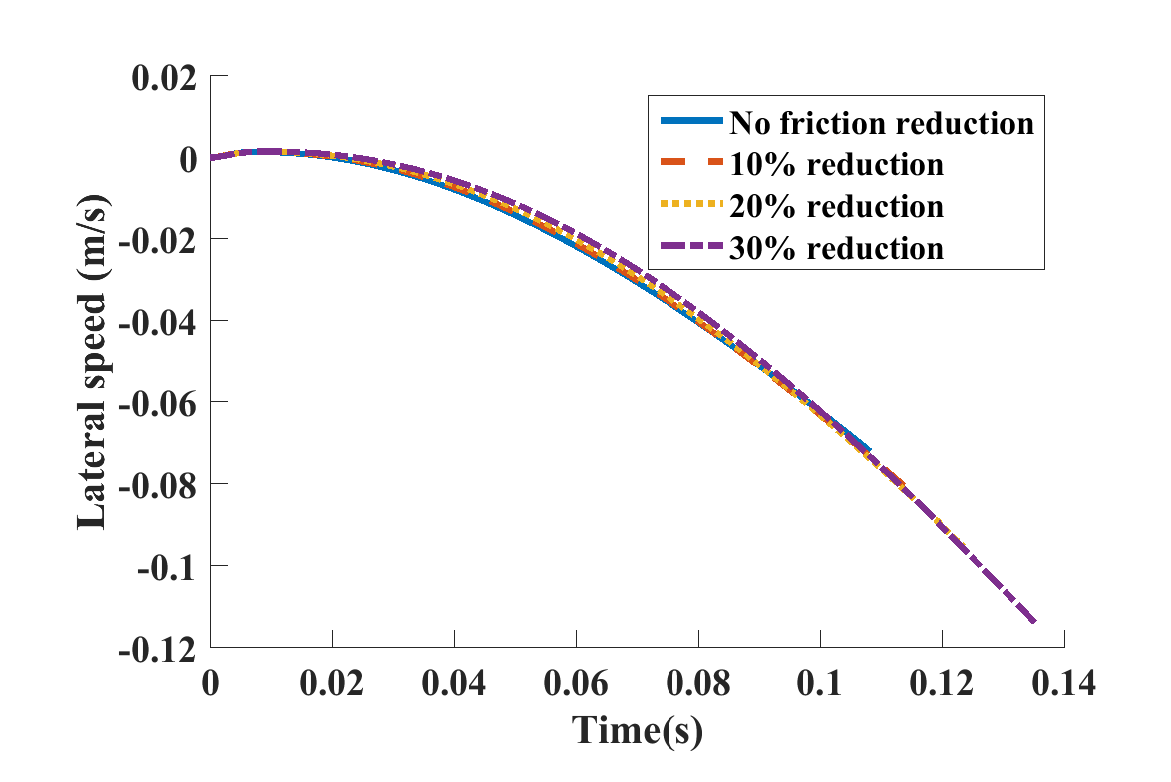 0.02
0
-0.02
-0.04
-0.06
-0.08
-0.1
-0.12
Lateral speed (m/s)
No friction reduction
10% reduction
20% reduction
30% reduction
0 0.02 0.04 0.06 0.08 0.1 0.12 0.14
Time(s)